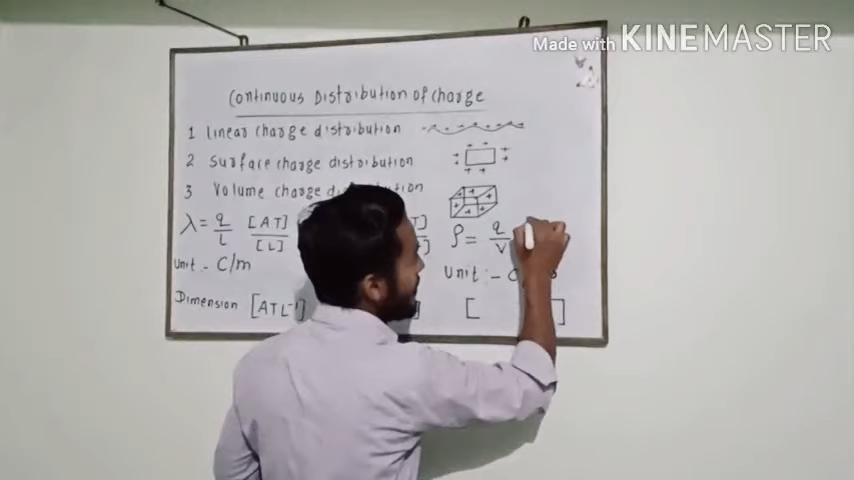 Made with KINEMASTER
Continuous Distribution of Charge
1 linear charge distribution
2 Surface charge distribution
3 Volume charge
λ = q/L [AT]/[L] ρ = q/V
Unit :- C/m Unit :- C
Dimension [ATL⁻¹] [ ]